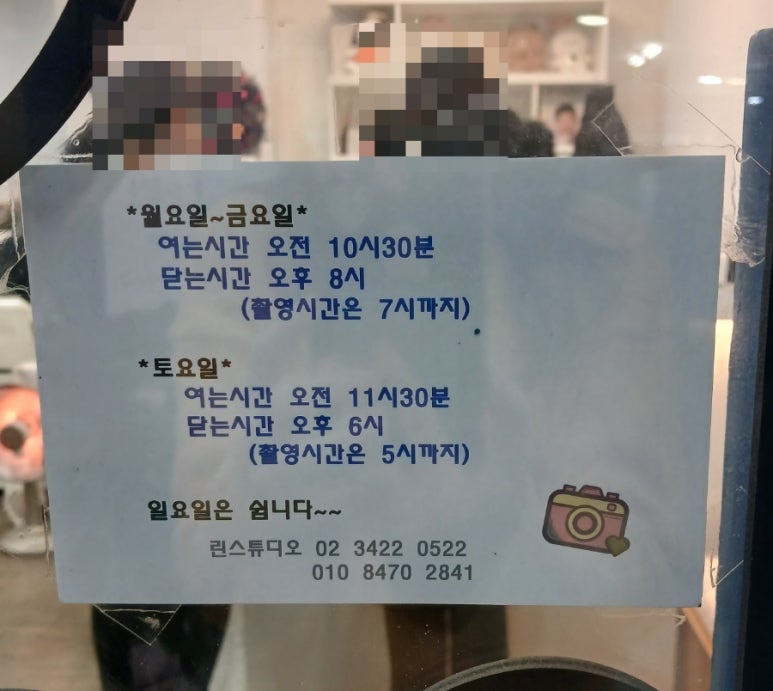 *월요일~금요일*
여는시간 오전 10시30분
닫는시간 오후 8시
(촬영시간은 7시까지)
*토요일*
여는시간 오전 11시30분
닫는시간 오후 6시
(촬영시간은 5시까지)
일요일은 쉽니다~~
린스튜디오 02 3422 0522
010 8470 2841